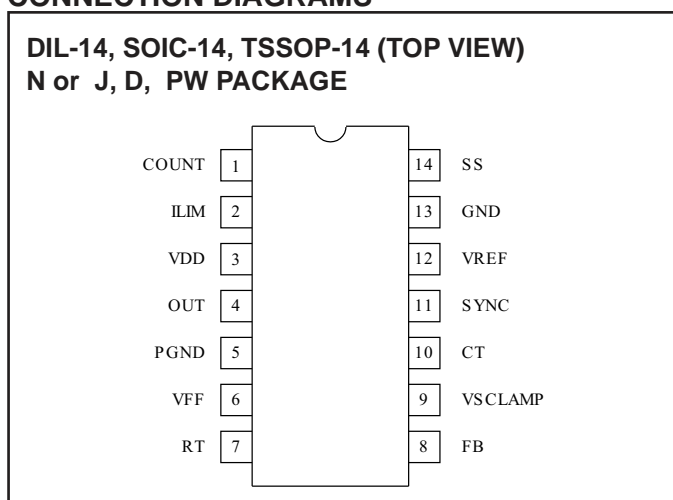 CONNECTION DIAGRAMS
DIL-14, SOIC-14, TSSOP-14 (TOP VIEW)
N or J, D, PW PACKAGE
COUNT 1 14 SS
ILIM 2 13 GND
VDD 3 12 VREF
OUT 4 11 SYNC
PGND 5 10 CT
VFF 6 9 VSCLAMP
RT 7 8 FB